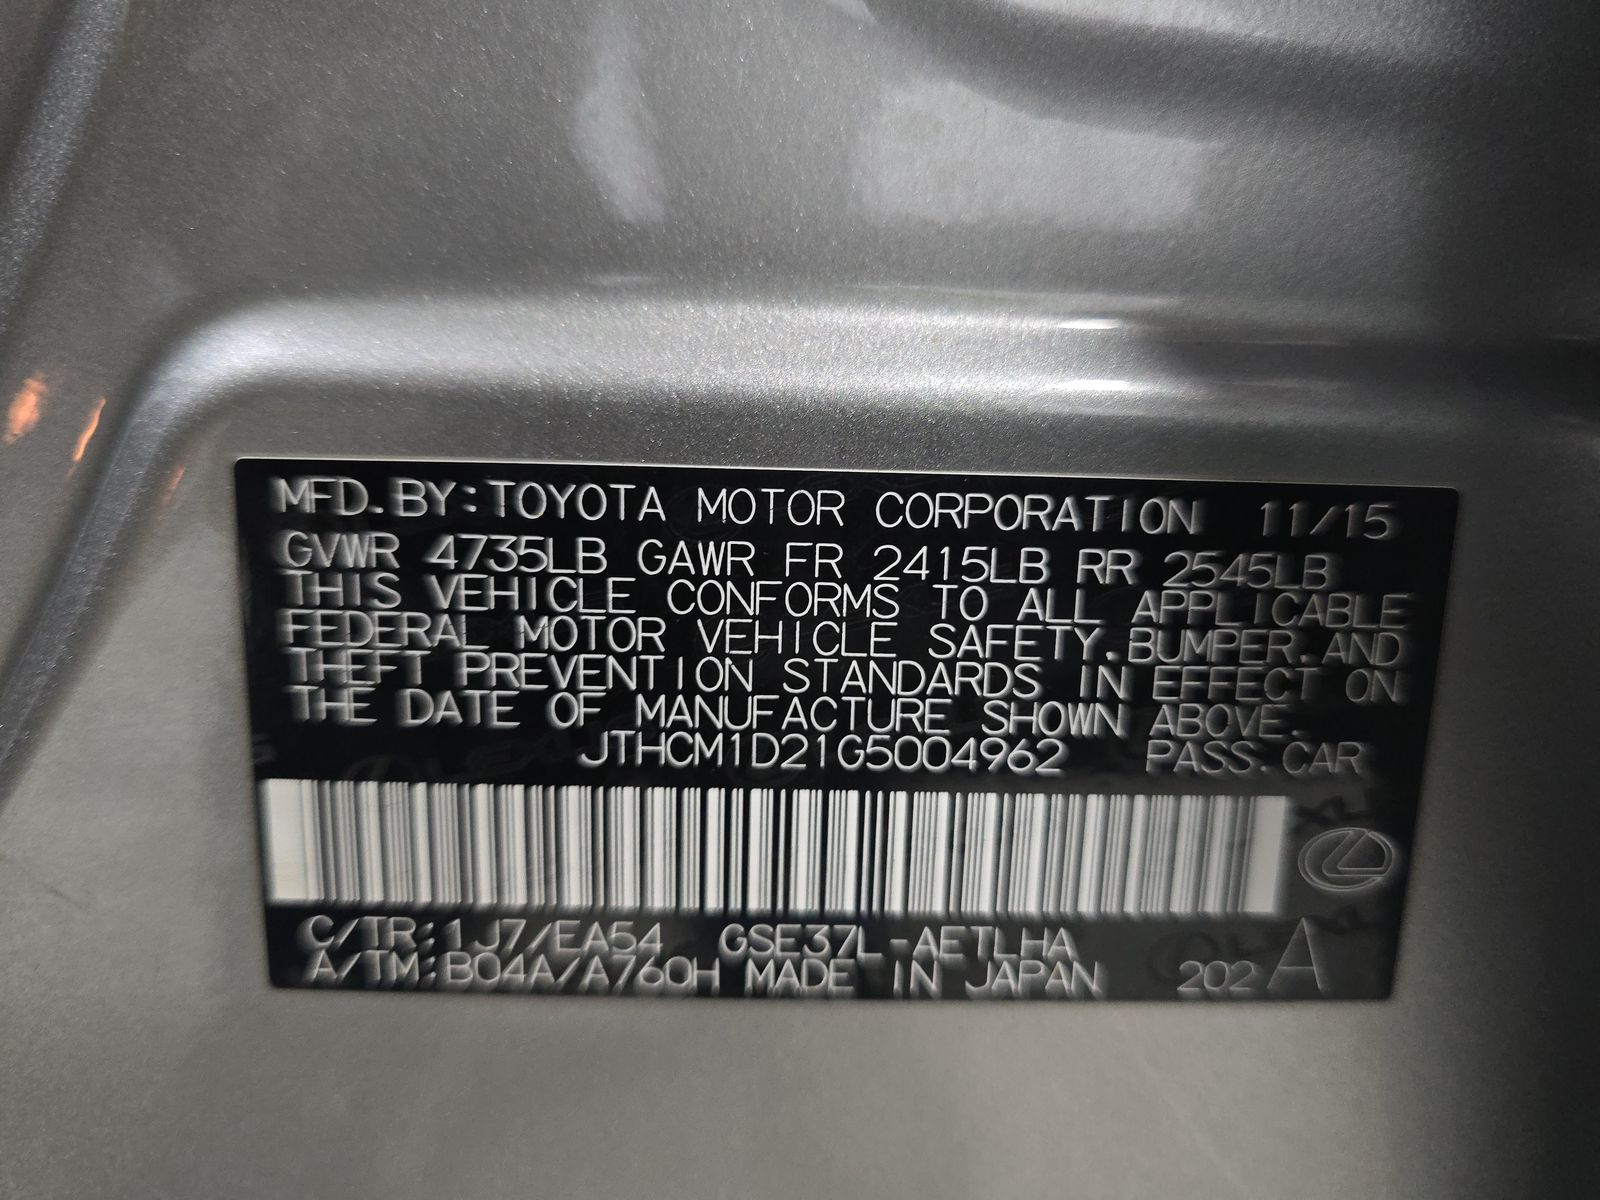 MFD. BY: TOYOTA MOTOR CORPORATION 11/15
GVWR 4735LB GAWR FR 2415LB RR 2545LB
THIS VEHICLE CONFORMS TO ALL APPLICABLE
FEDERAL MOTOR VEHICLE SAFETY, BUMPER, AND
THEFT PREVENTION STANDARDS IN EFFECT ON
THE DATE OF MANUFACTURE SHOWN ABOVE.
JTHCM1D21G5004962 PASS. CAR
C/TR: 1J7/EA54 GSE37L-AETLHA
A/TM: B04A/A760H MADE IN JAPAN 202 A